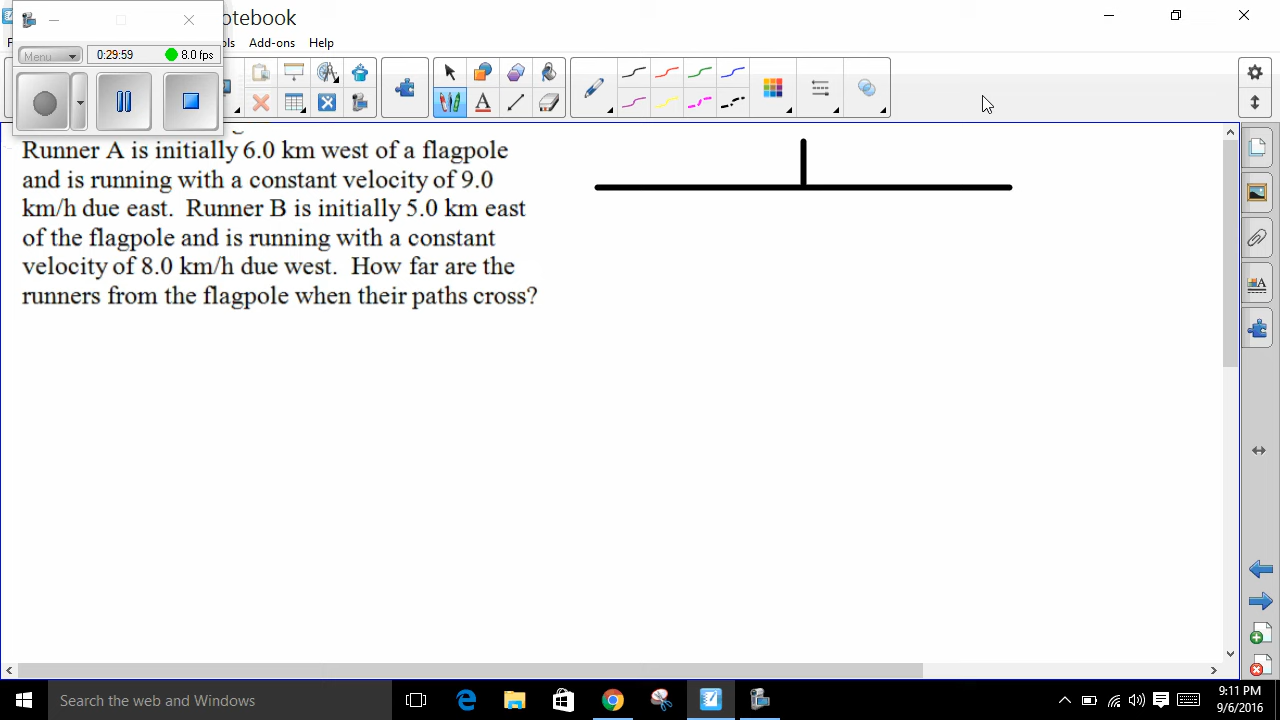 otebook
ols Add-ons Help
Menu 0:29:59 8.0 fps
Runner A is initially 6.0 km west of a flagpole
and is running with a constant velocity of 9.0
km/h due east. Runner B is initially 5.0 km east
of the flagpole and is running with a constant
velocity of 8.0 km/h due west. How far are the
runners from the flagpole when their paths cross?
Search the web and Windows
9:11 PM
9/6/2016